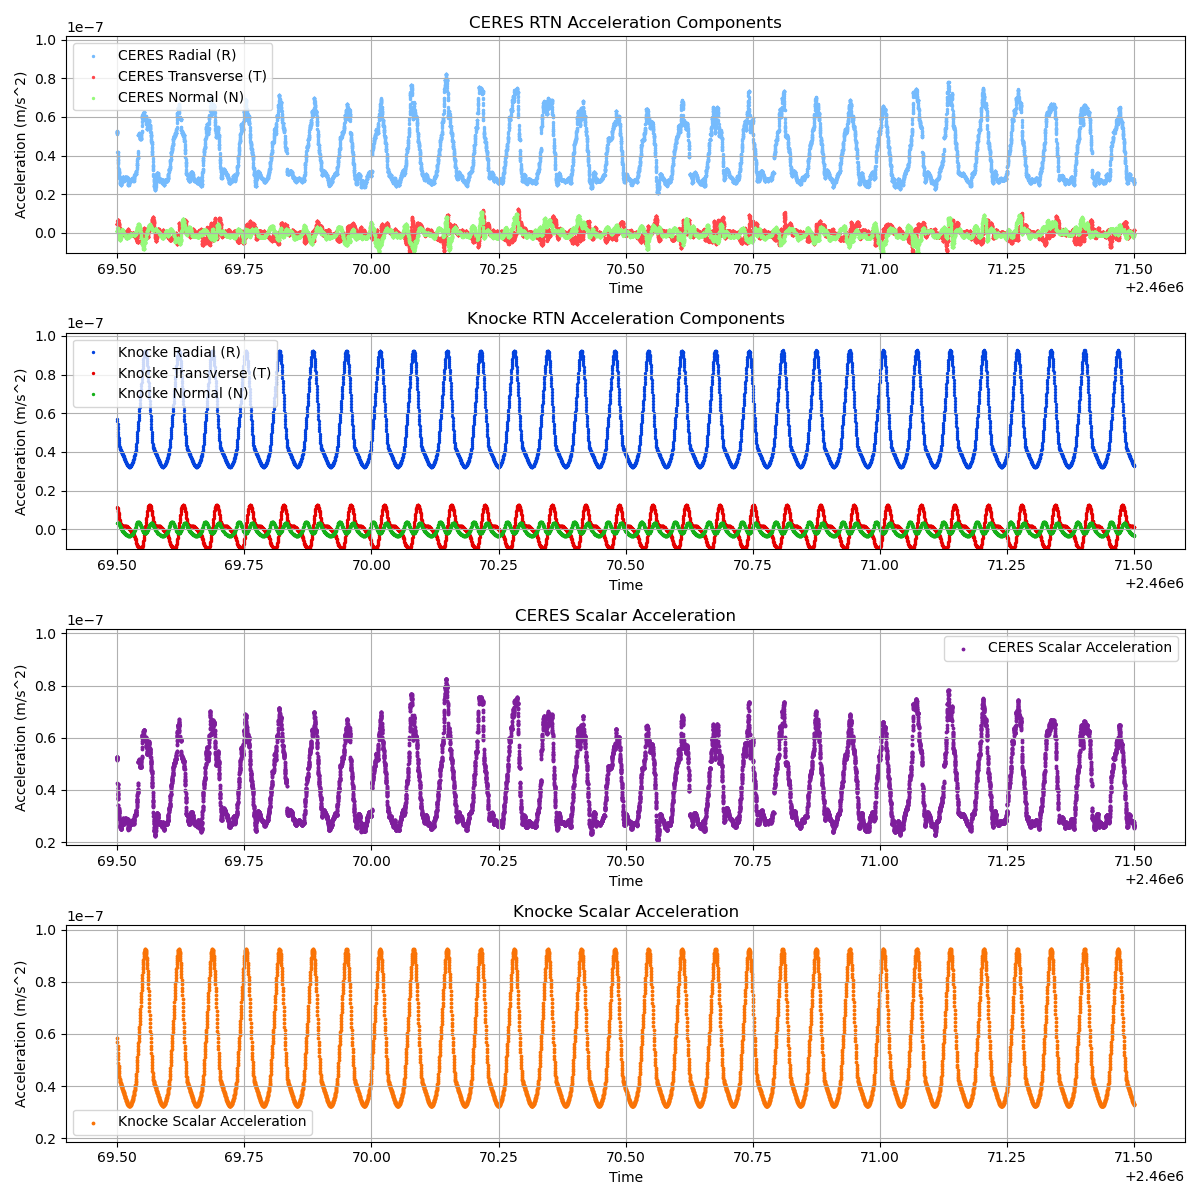 CERES RTN Acceleration Components
1e−7
CERES Radial (R)
CERES Transverse (T)
CERES Normal (N)
Acceleration (m/s^2)
1.0
0.8
0.6
0.4
0.2
0.0
69.50 69.75 70.00 70.25 70.50 70.75 71.00 71.25 71.50
Time
+2.46e6
Knocke RTN Acceleration Components
1e−7
Knocke Radial (R)
Knocke Transverse (T)
Knocke Normal (N)
Acceleration (m/s^2)
1.0
0.8
0.6
0.4
0.2
0.0
69.50 69.75 70.00 70.25 70.50 70.75 71.00 71.25 71.50
Time
+2.46e6
CERES Scalar Acceleration
1e−7
CERES Scalar Acceleration
Acceleration (m/s^2)
1.0
0.8
0.6
0.4
0.2
69.50 69.75 70.00 70.25 70.50 70.75 71.00 71.25 71.50
Time
+2.46e6
Knocke Scalar Acceleration
1e−7
Acceleration (m/s^2)
1.0
0.8
0.6
0.4
0.2
Knocke Scalar Acceleration
69.50 69.75 70.00 70.25 70.50 70.75 71.00 71.25 71.50
Time
+2.46e6